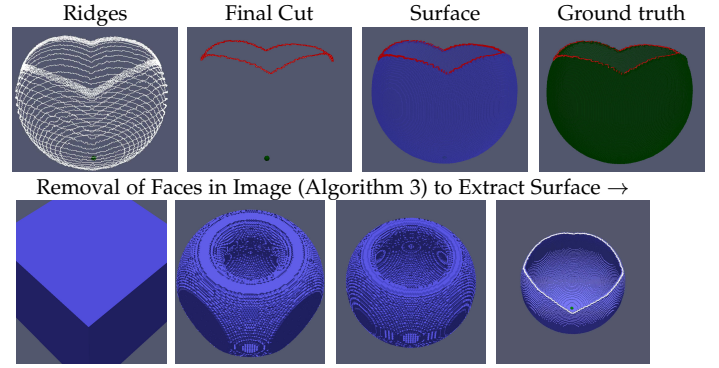 Ridges Final Cut Surface Ground truth
Removal of Faces in Image (Algorithm 3) to Extract Surface →